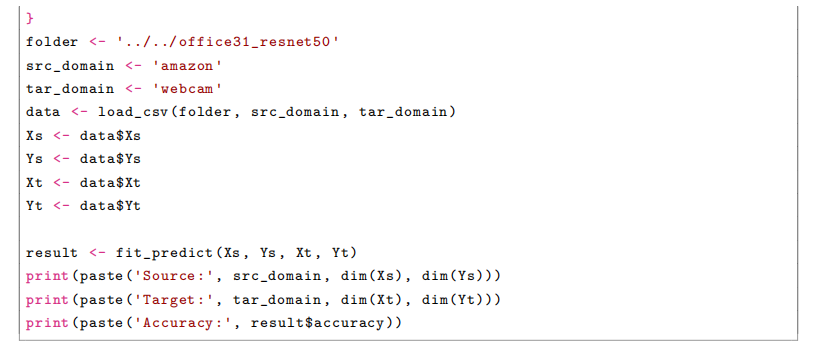 }
folder <- '../../office31_resnet50'
src_domain <- 'amazon'
tar_domain <- 'webcam'
data <- load_csv(folder, src_domain, tar_domain)
Xs <- data$Xs
Ys <- data$Ys
Xt <- data$Xt
Yt <- data$Yt

result <- fit_predict(Xs, Ys, Xt, Yt)
print(paste('Source:', src_domain, dim(Xs), dim(Ys)))
print(paste('Target:', tar_domain, dim(Xt), dim(Yt)))
print(paste('Accuracy:', result$accuracy))